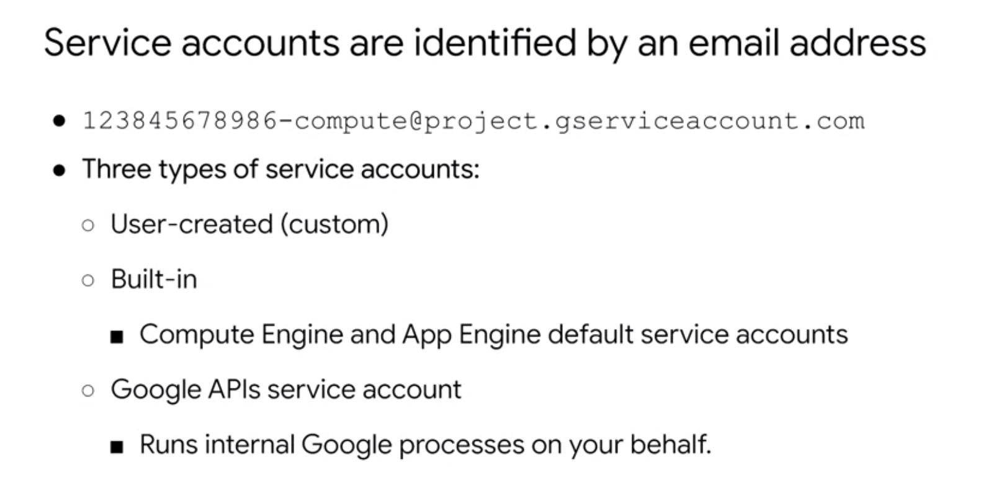 Service accounts are identified by an email address
● 123845678986-compute@project.gserviceaccount.com
● Three types of service accounts:
○ User-created (custom)
○ Built-in
■ Compute Engine and App Engine default service accounts
○ Google APIs service account
■ Runs internal Google processes on your behalf.